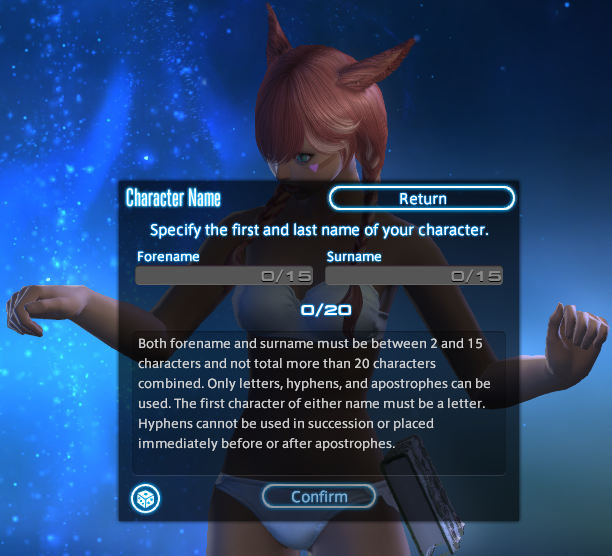 Character Name
Return
Specify the first and last name of your character.
Forename
Surname
0/15
0/15
0/20
Both forename and surname must be between 2 and 15
characters and not total more than 20 characters
combined. Only letters, hyphens, and apostrophes can be
used. The first character of either name must be a letter.
Hyphens cannot be used in succession or placed
immediately before or after apostrophes.
Confirm